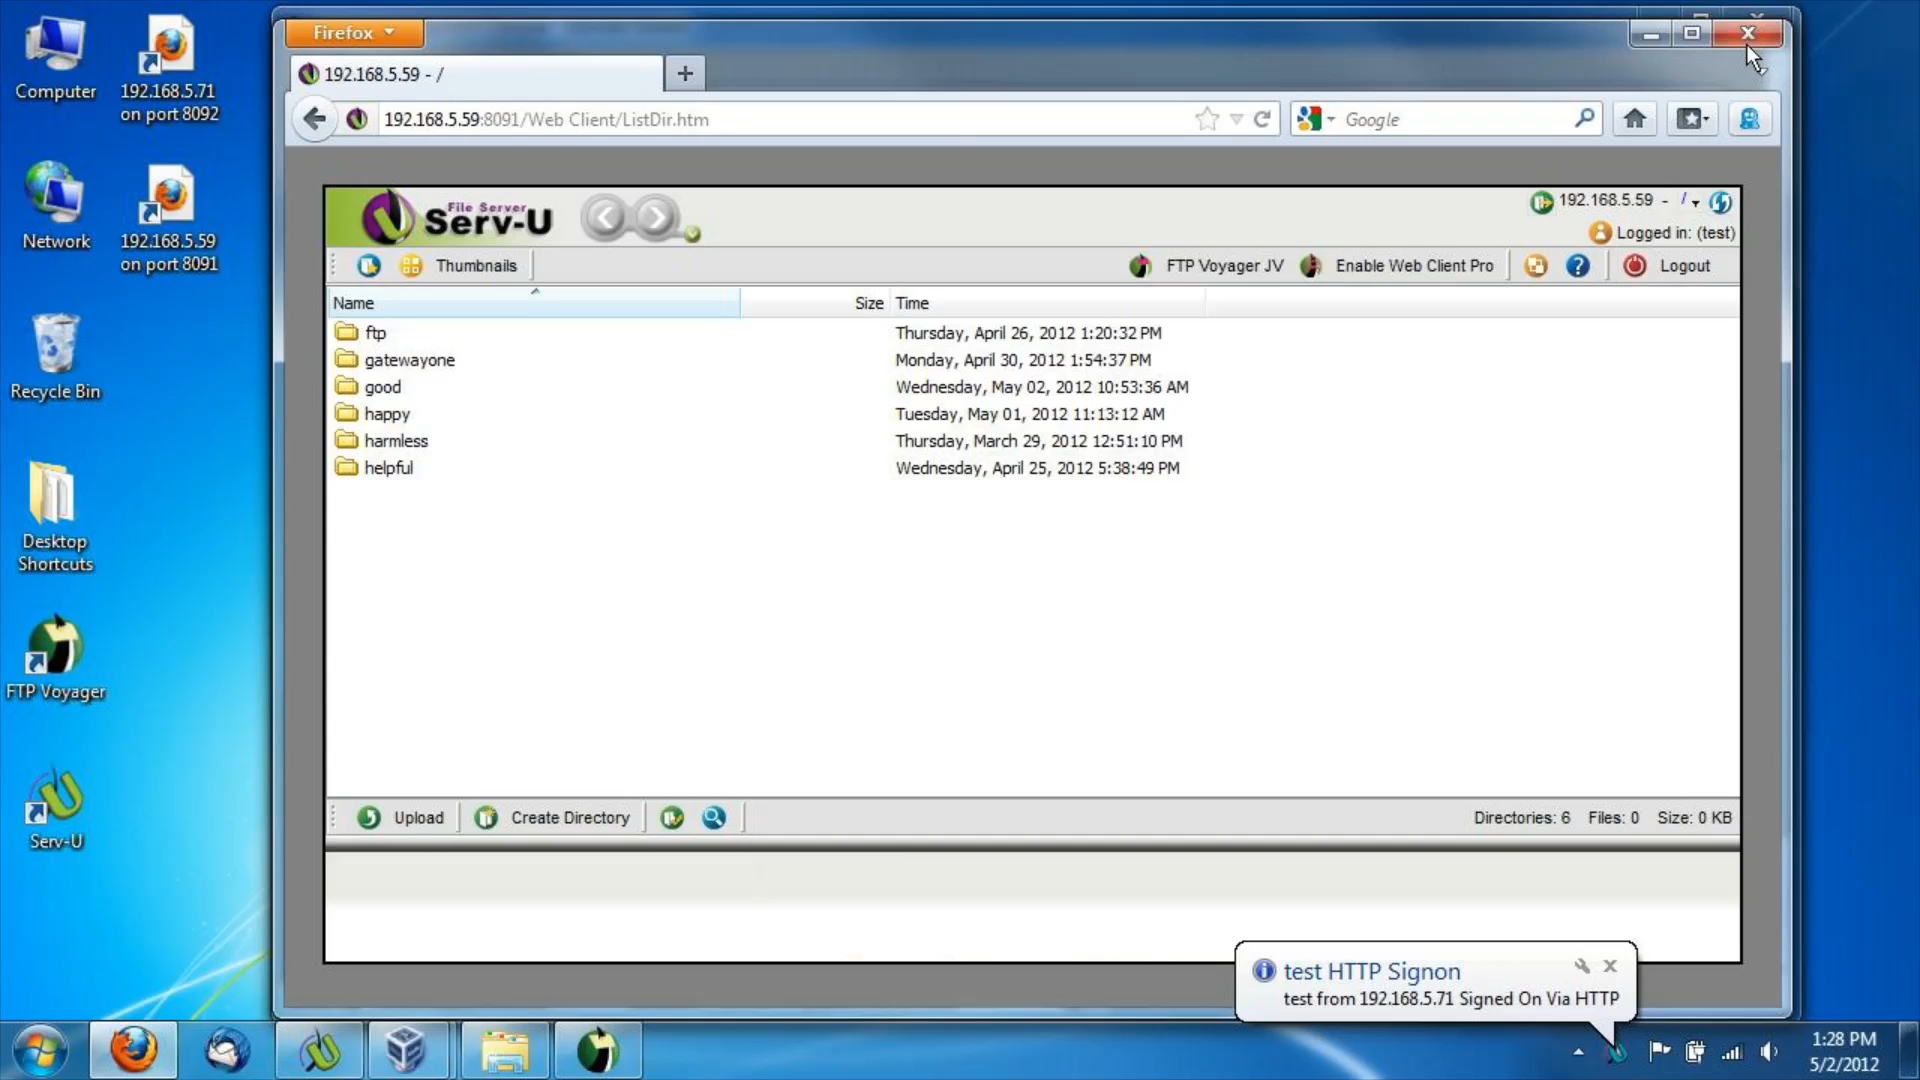 Computer
192.168.5.71
on port 8092
Network
192.168.5.59
on port 8091
Recycle Bin
Desktop
Shortcuts
FTP Voyager
Serv-U
Firefox
192.168.5.59 - /
192.168.5.59:8091/Web Client/ListDir.htm
Google
File Server
Serv-U
192.168.5.59 - /
Logged in: (test)
Thumbnails
FTP Voyager JV
Enable Web Client Pro
Logout
Name Size Time
ftp Thursday, April 26, 2012 1:20:32 PM
gatewayone Monday, April 30, 2012 1:54:37 PM
good Wednesday, May 02, 2012 10:53:36 AM
happy Tuesday, May 01, 2012 11:13:12 AM
harmless Thursday, March 29, 2012 12:51:10 PM
helpful Wednesday, April 25, 2012 5:38:49 PM
Upload
Create Directory
Directories: 6 Files: 0 Size: 0 KB
test HTTP Signon
test from 192.168.5.71 Signed On Via HTTP
1:28 PM
5/2/2012